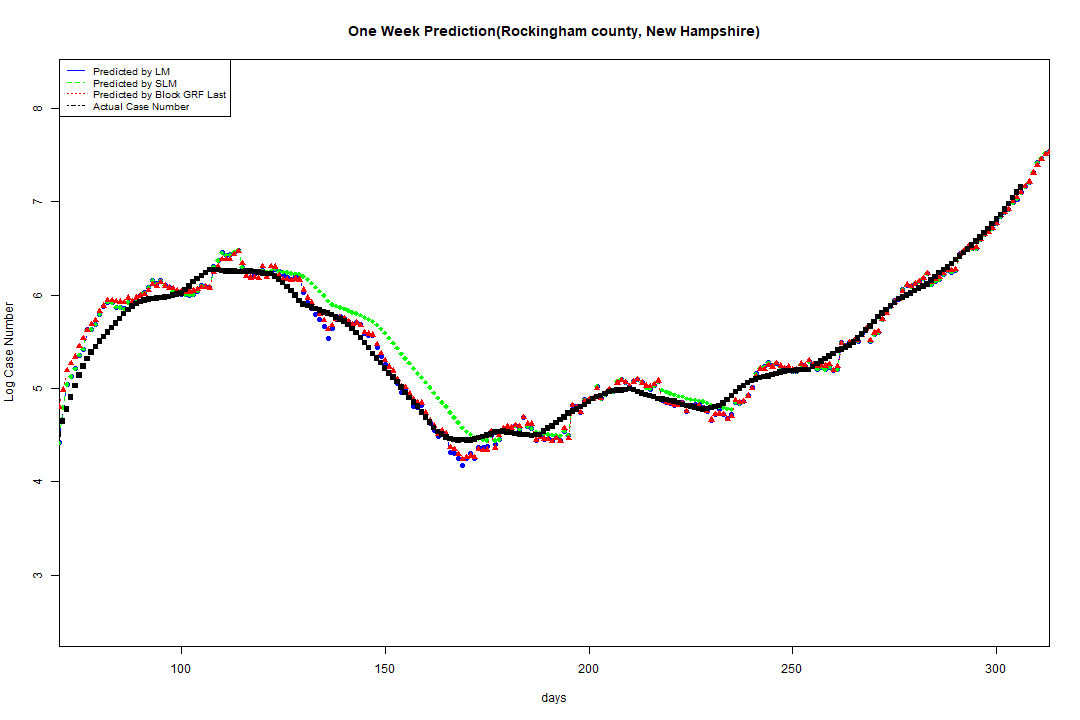 One Week Prediction(Rockingham county, New Hampshire)
Predicted by LM
Predicted by SLM
Predicted by Block GRF Last
Actual Case Number
Log Case Number
8
7
6
5
4
3
100 150 200 250 300
days